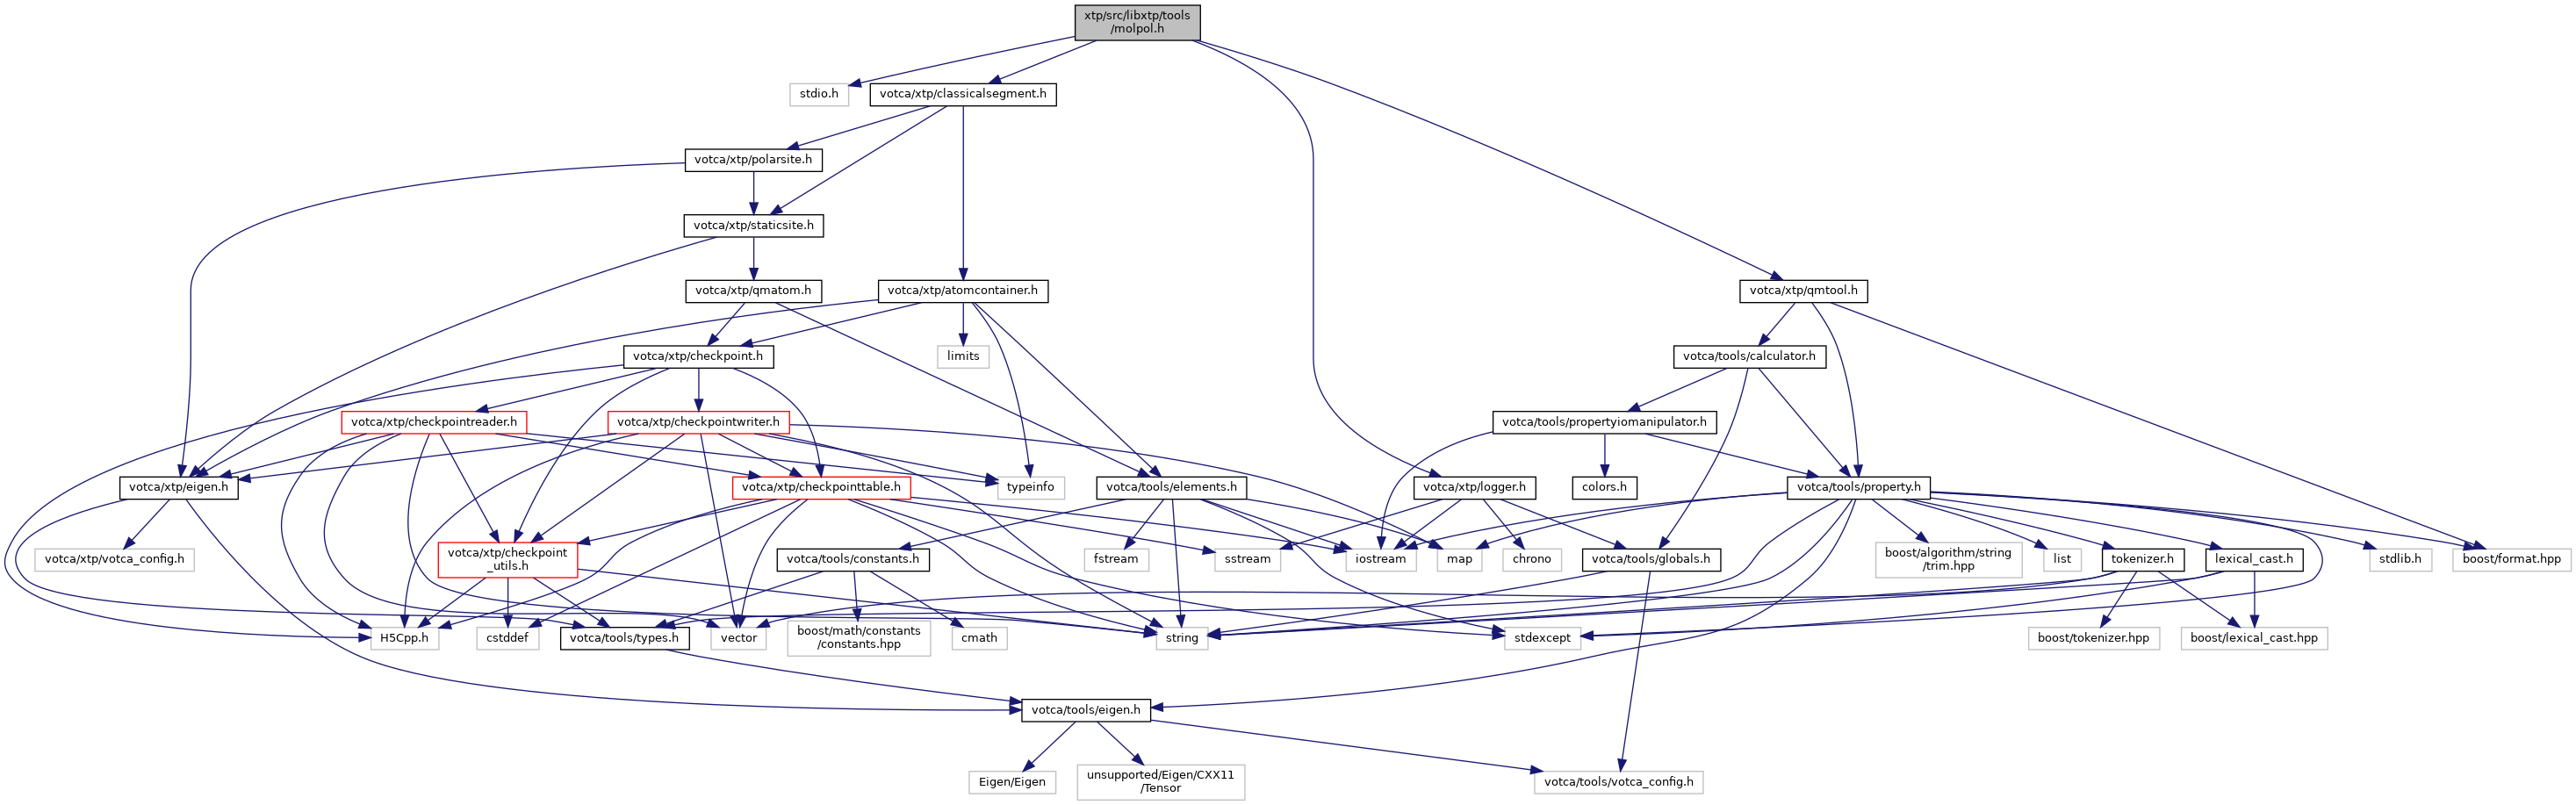 xtp/src/libxtp/tools
/molpol.h
stdio.h
votca/xtp/classicalsegment.h
votca/xtp/polarsite.h
votca/xtp/staticsite.h
votca/xtp/qmatom.h
votca/xtp/atomcontainer.h
votca/xtp/qmtool.h
votca/xtp/checkpoint.h
limits
votca/tools/calculator.h
votca/xtp/checkpointreader.h
votca/xtp/checkpointwriter.h
votca/tools/propertyiomanipulator.h
votca/xtp/eigen.h
votca/xtp/checkpointtable.h
typeinfo
votca/tools/elements.h
votca/xtp/logger.h
colors.h
votca/tools/property.h
votca/xtp/votca_config.h
votca/xtp/checkpoint
_utils.h
votca/tools/constants.h
fstream
sstream
iostream
map
chrono
votca/tools/globals.h
boost/algorithm/string
/trim.hpp
list
tokenizer.h
lexical_cast.h
stdlib.h
boost/format.hpp
H5Cpp.h
cstddef
votca/tools/types.h
vector
boost/math/constants
/constants.hpp
cmath
string
stdexcept
boost/tokenizer.hpp
boost/lexical_cast.hpp
votca/tools/eigen.h
Eigen/Eigen
unsupported/Eigen/CXX11
/Tensor
votca/tools/votca_config.h